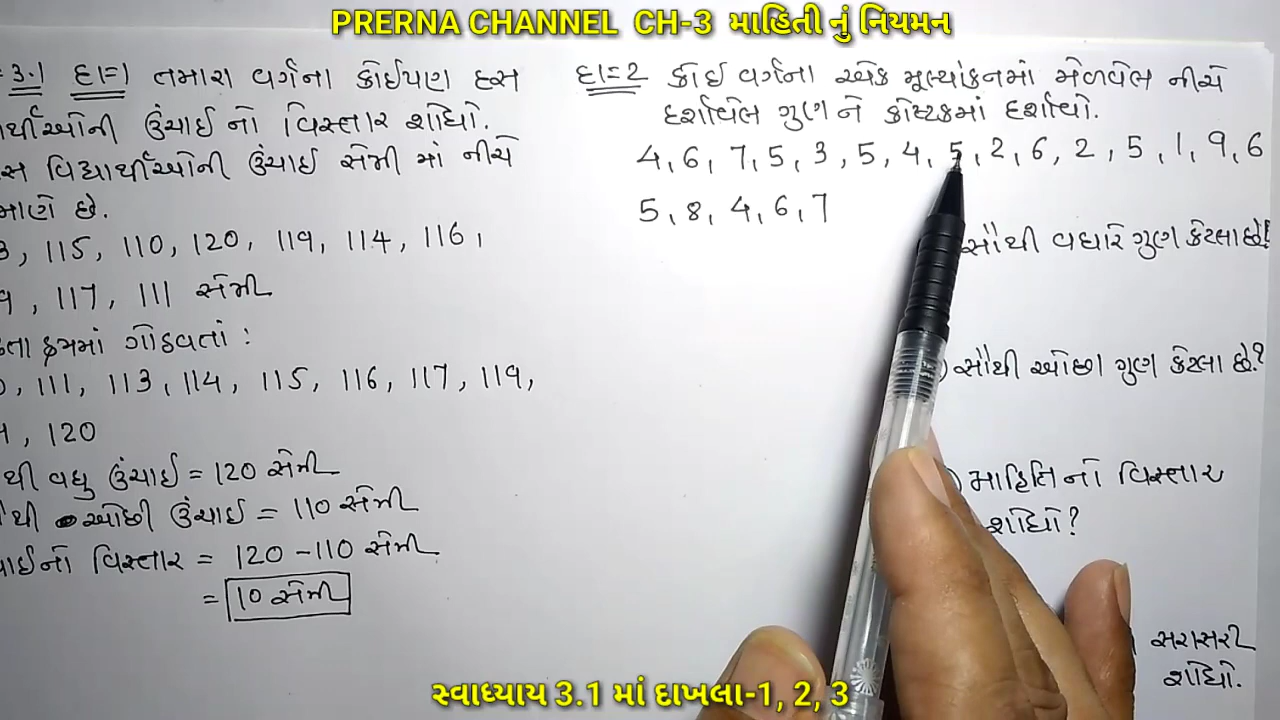 PRERNA CHANNEL CH-3 માહિતી નું નિયમન
3.1 દા=1 તમારા વર્ગના કોઈપણ દસ
ઉંચાઈ નો વિસ્તાર શોધો.
વિદ્યાર્થીઓની ઉંચાઈ સેમી માં નીચે
છે.
, 115, 110, 120, 119, 114, 116,
, 117, 111 સેમી
ક્રમમાં ગોઠવતાં :
, 111, 113, 114, 115, 116, 117, 119,
, 120
વધુ ઉંચાઈ = 120 સેમી
ઓછી ઉંચાઈ = 110 સેમી
વિસ્તાર = 120 - 110 સેમી
= 10 સેમી
દા=2 કોઈ વર્ગના એક મૂલ્યાંકનમાં મેળવેલ નીચે
દર્શાવેલ ગુણ ને કોષ્ટકમાં દર્શાવો.
4, 6, 7, 5, 3, 5, 4, 5, 2, 6, 2, 5, 1, 9, 6
5, 8, 4, 6, 7
સૌથી વધારે ગુણ કેટલા છે?
સૌથી ઓછા ગુણ કેટલા છે?
માહિતિનો વિસ્તાર
શોધો?
સરાસરી
શોધો.
સ્વાધ્યાય 3.1 માં દાખલા-1, 2, 3